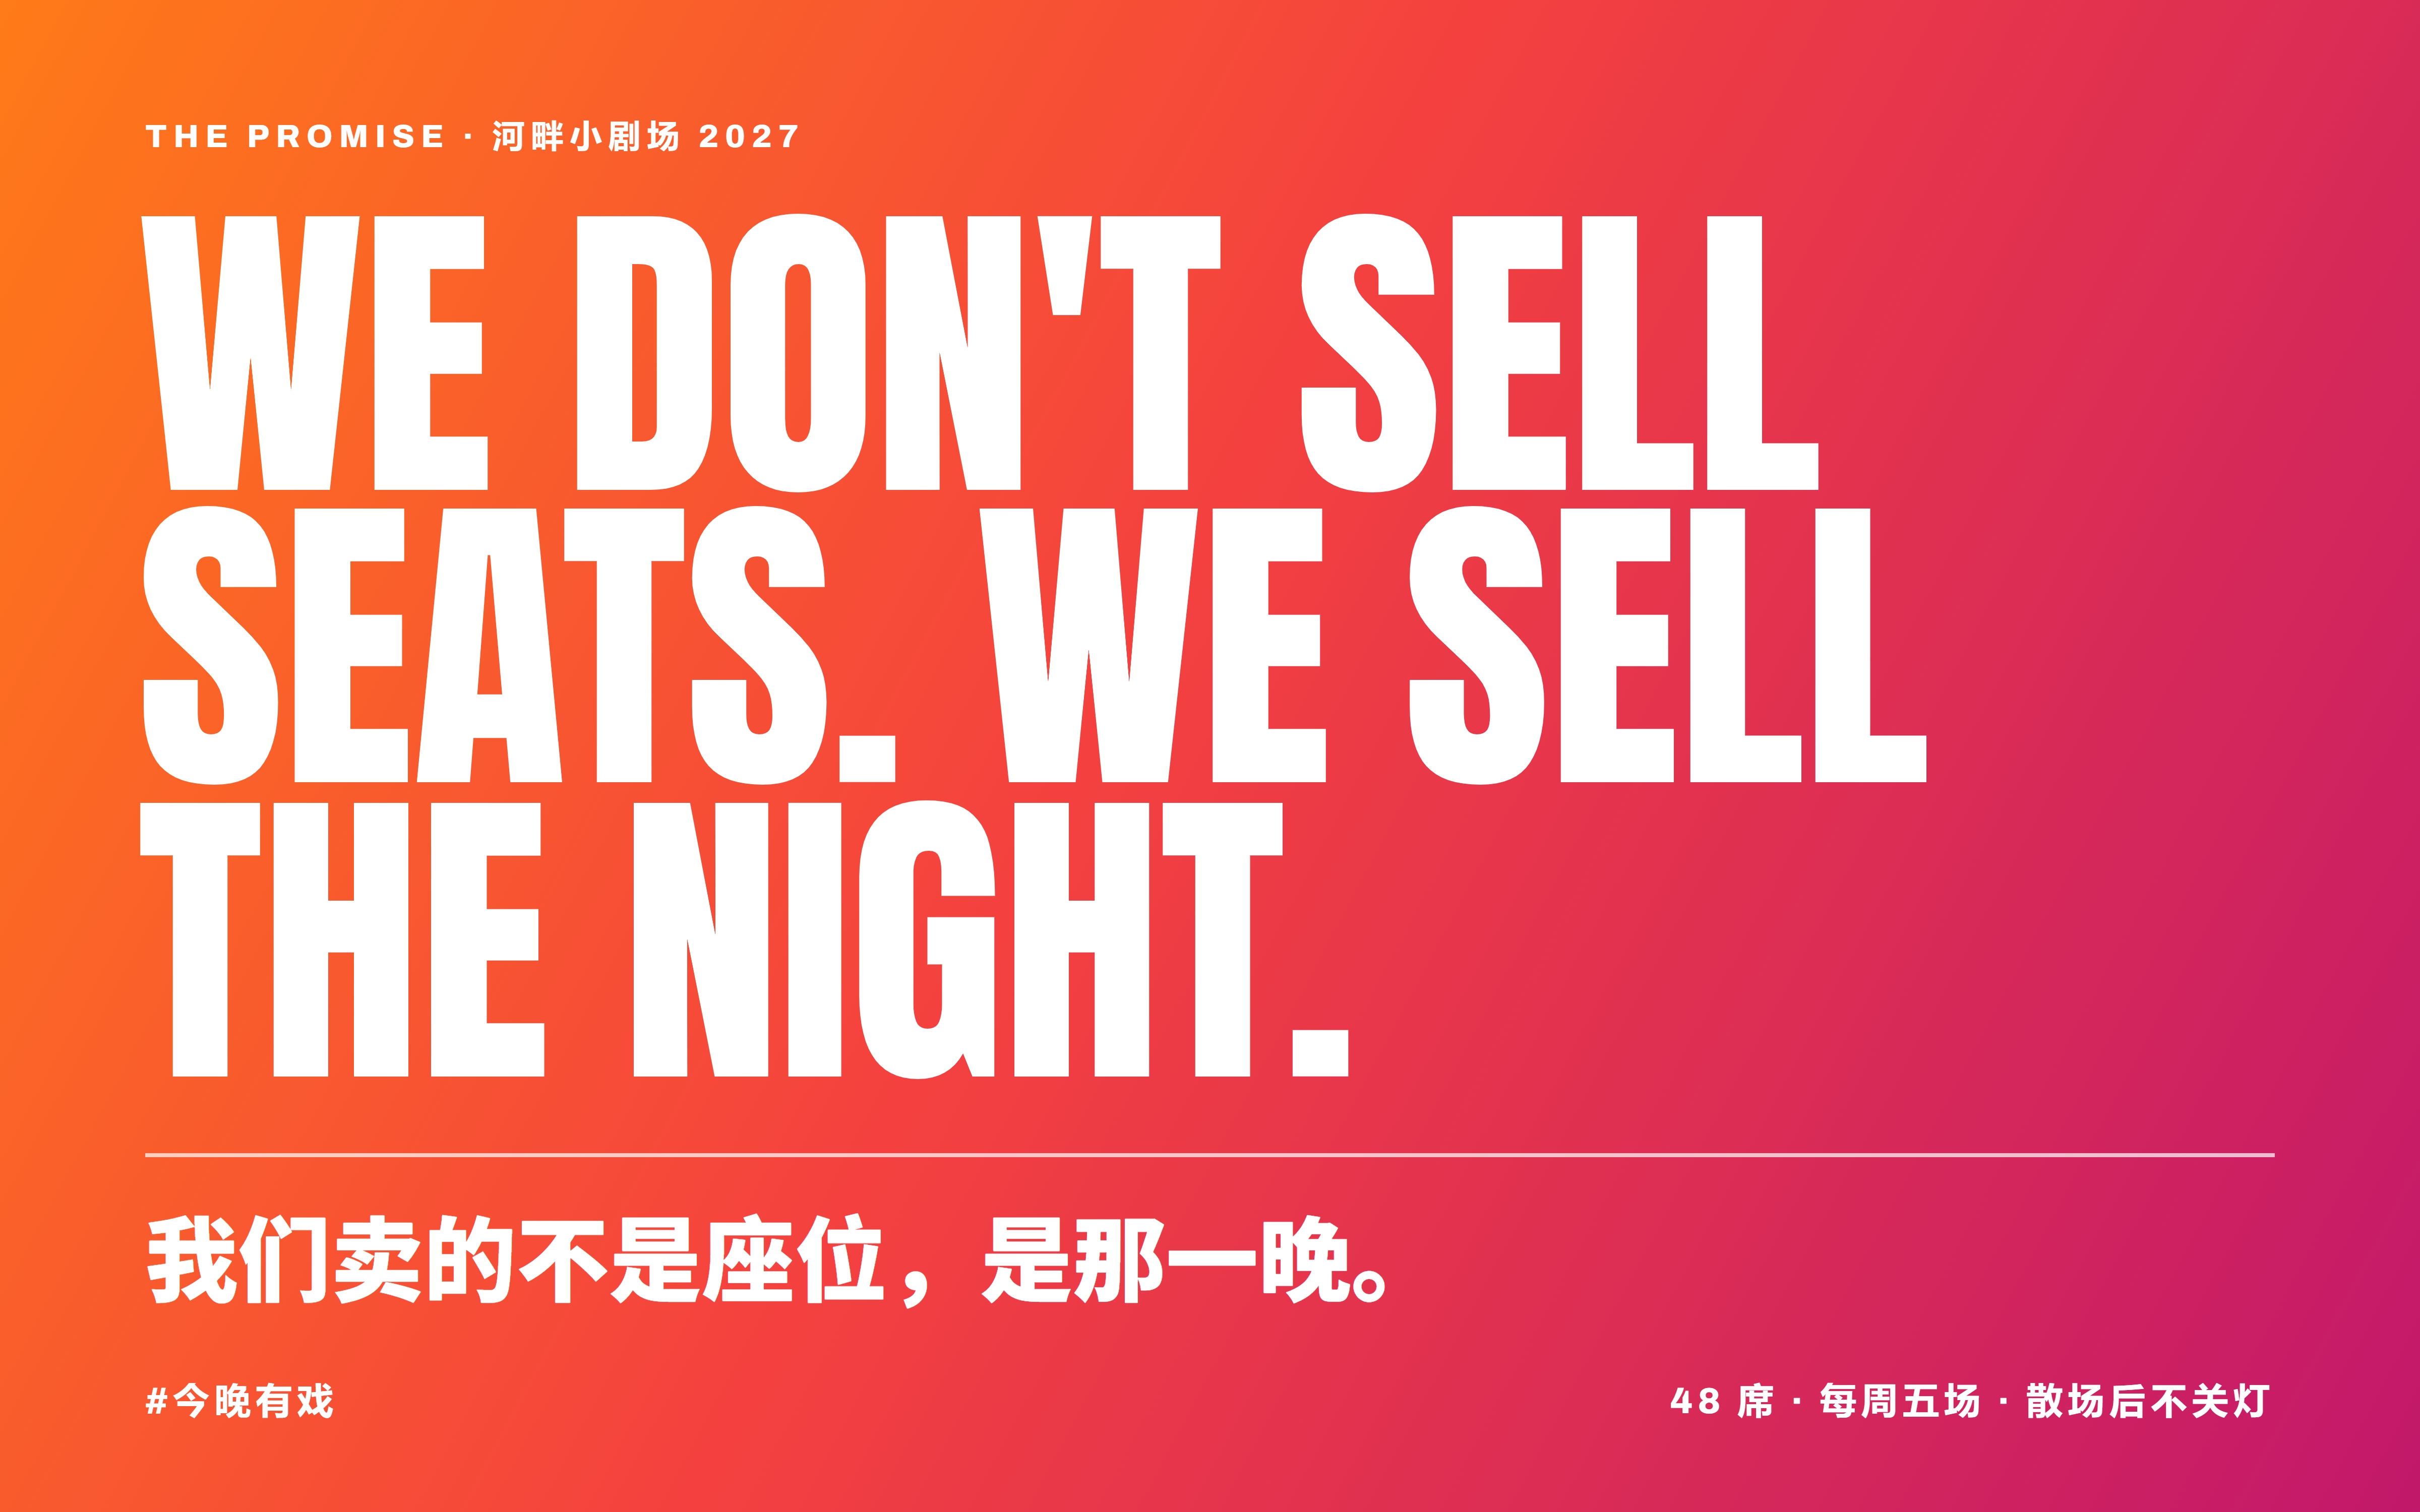 THE PROMISE · 河畔小剧场 2027
WE DON'T SELL
SEATS. WE SELL
THE NIGHT.
我们卖的不是座位，是那一晚。
#今晚有戏
48 席 · 每周五场 · 散场后不关灯